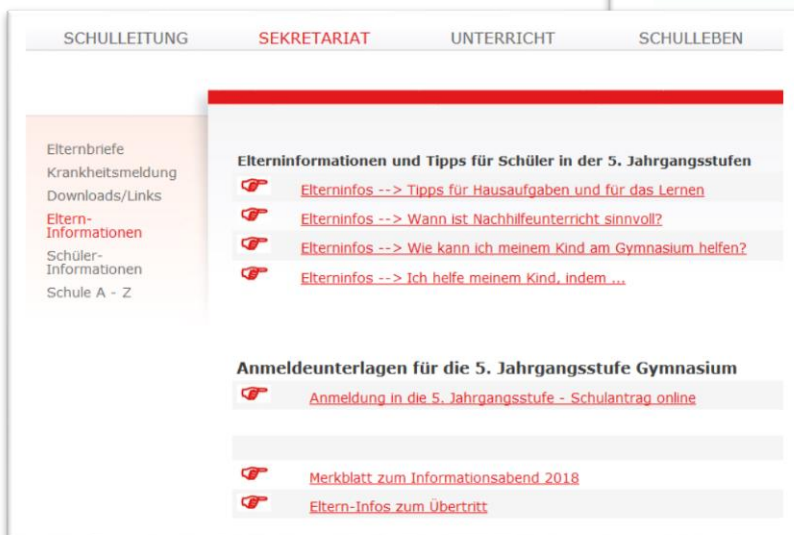 SCHULLEITUNG SEKRETARIAT UNTERRICHT SCHULLEBEN
Elternbriefe
Krankheitsmeldung
Downloads/Links
Eltern-
Informationen
Schüler-
Informationen
Schule A - Z
Elterninformationen und Tipps für Schüler in der 5. Jahrgangsstufen
Elterninfos --> Tipps für Hausaufgaben und für das Lernen
Elterninfos --> Wann ist Nachhilfeunterricht sinnvoll?
Elterninfos --> Wie kann ich meinem Kind am Gymnasium helfen?
Elterninfos --> Ich helfe meinem Kind, indem ...
Anmeldeunterlagen für die 5. Jahrgangsstufe Gymnasium
Anmeldung in die 5. Jahrgangsstufe - Schulantrag online
Merkblatt zum Informationsabend 2018
Eltern-Infos zum Übertritt